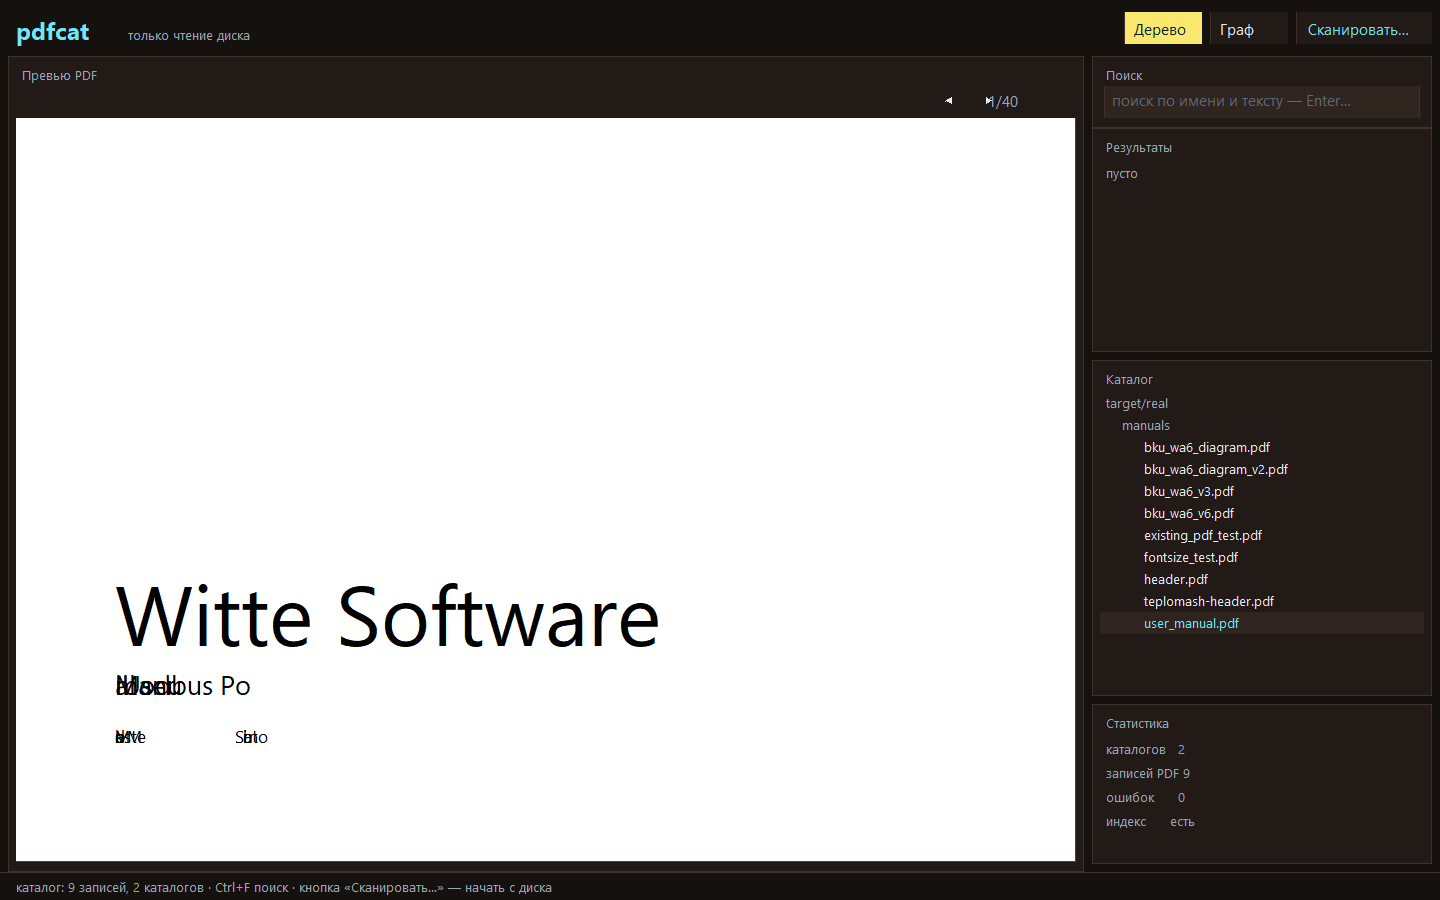 pdfcat
только чтение диска
Дерево
Граф
Сканировать...
Превью PDF
1/40
Witte Software
Поиск
поиск по имени и тексту — Enter...
Результаты
пусто
Каталог
target/real
manuals
bku_wa6_diagram.pdf
bku_wa6_diagram_v2.pdf
bku_wa6_v3.pdf
bku_wa6_v6.pdf
existing_pdf_test.pdf
fontsize_test.pdf
header.pdf
teplomash-header.pdf
user_manual.pdf
Статистика
каталогов 2
записей PDF 9
ошибок 0
индекс есть
каталог: 9 записей, 2 каталогов · Ctrl+F поиск · кнопка «Сканировать...» — начать с диска